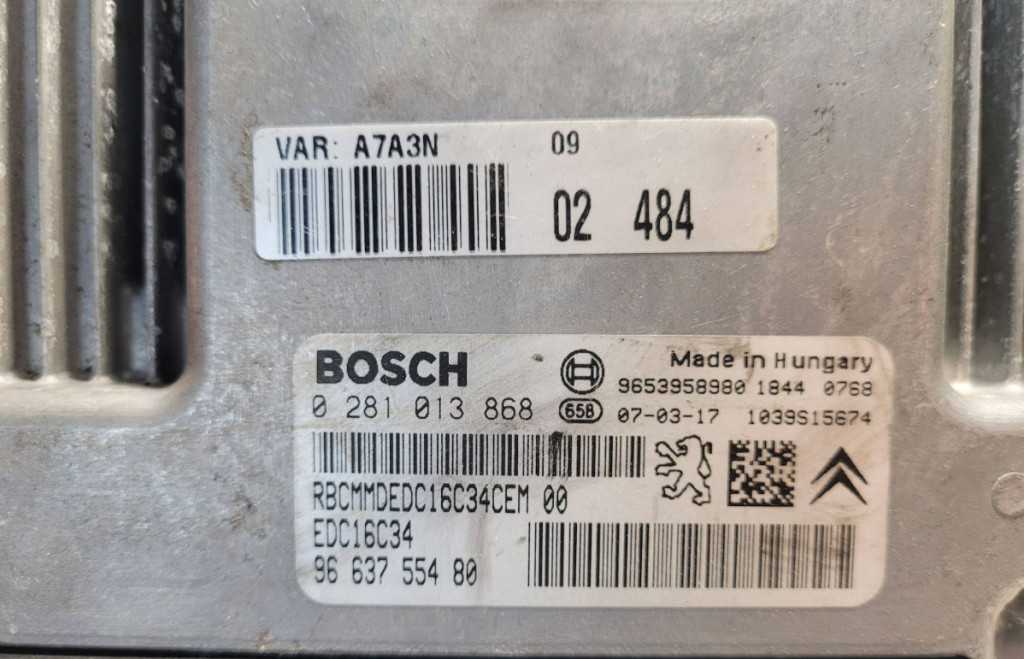 VAR: A7A3N 09
02 484
BOSCH
Made in Hungary
9653958980 1844 0768
0 281 013 868 658 07-03-17 1039S15674
RBCMMDEDC16C34CEM 00
EDC16C34
96 637 554 80